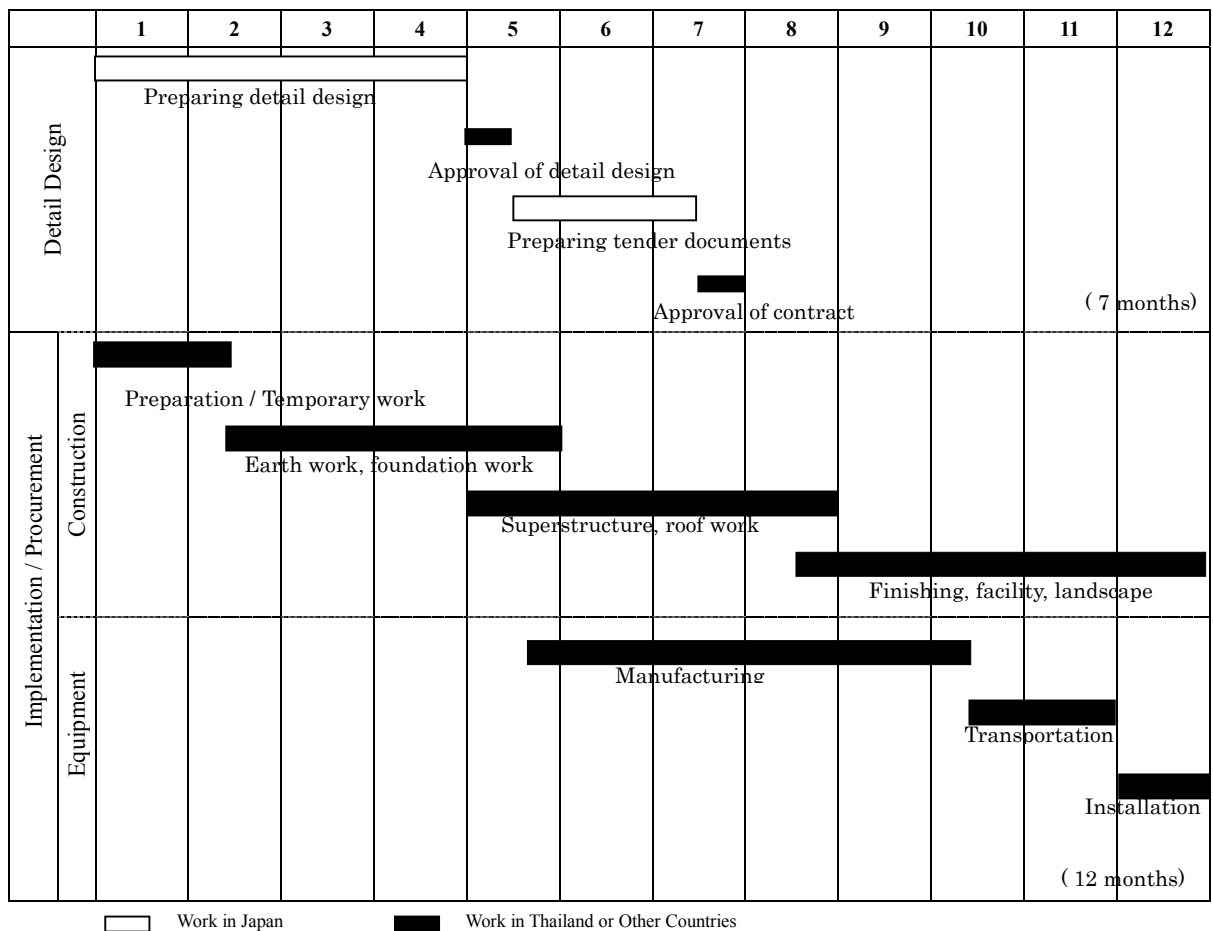 1 2 3 4 5 6 7 8 9 10 11 12
Detail Design
Preparing detail design
Approval of detail design
Preparing tender documents
Approval of contract
( 7 months)
Implementation / Procurement
Construction
Preparation / Temporary work
Earth work, foundation work
Superstructure, roof work
Finishing, facility, landscape
Equipment
Manufacturing
Transportation
Installation
( 12 months)
Work in Japan Work in Thailand or Other Countries